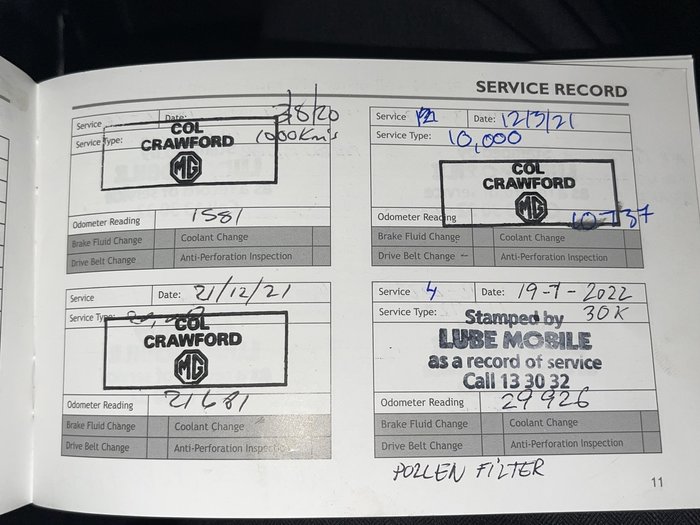 SERVICE RECORD
Service Date: 3/8/20
Service Type: 1000 Km's
COL
CRAWFORD
MG
Odometer Reading 1581
Brake Fluid Change Coolant Change
Drive Belt Change Anti-Perforation Inspection
Service 2 Date: 12/3/21
Service Type: 10,000
COL
CRAWFORD
MG
Odometer Reading 10737
Brake Fluid Change Coolant Change
Drive Belt Change Anti-Perforation Inspection
Service Date: 21/12/21
Service Type:
COL
CRAWFORD
MG
Odometer Reading 21681
Brake Fluid Change Coolant Change
Drive Belt Change Anti-Perforation Inspection
Service 4 Date: 19-7-2022
Service Type: 30K
Stamped by
LUBE MOBILE
as a record of service
Call 13 30 32
Odometer Reading 29926
Brake Fluid Change Coolant Change
Drive Belt Change Anti-Perforation Inspection
POLLEN FILTER
11